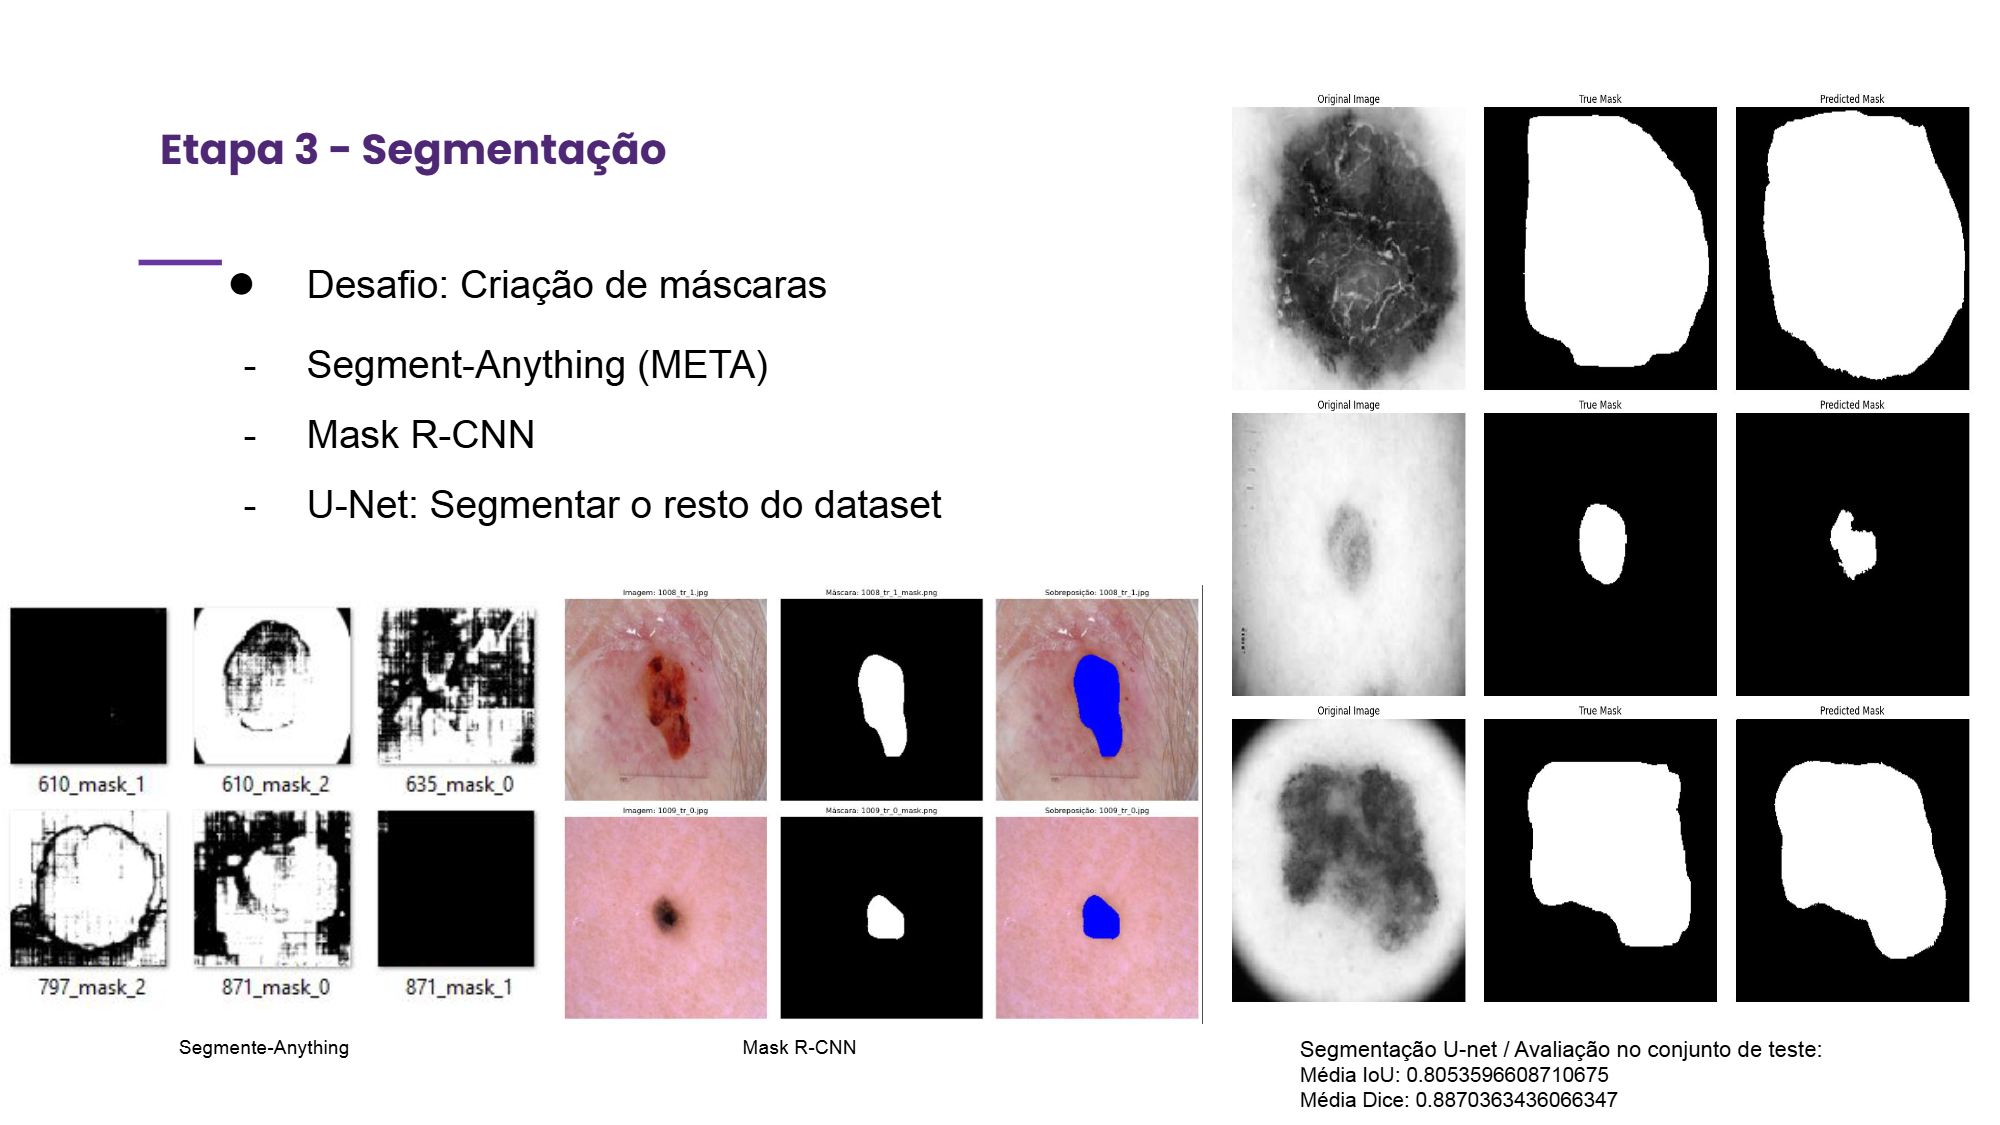 Etapa 3 - Segmentação
● Desafio: Criação de máscaras
- Segment-Anything (META)
- Mask R-CNN
- U-Net: Segmentar o resto do dataset
610_mask_1 610_mask_2 635_mask_0
797_mask_2 871_mask_0 871_mask_1
Segmente-Anything
Imagem: 1008_tr_1.jpg Máscara: 1008_tr_1_mask.png Sobreposição: 1008_tr_1.jpg
Imagem: 1009_tr_0.jpg Máscara: 1009_tr_0_mask.png Sobreposição: 1009_tr_0.jpg
Mask R-CNN
Original Image True Mask Predicted Mask
Original Image True Mask Predicted Mask
Original Image True Mask Predicted Mask
Segmentação U-net / Avaliação no conjunto de teste:
Média IoU: 0.8053596608710675
Média Dice: 0.8870363436066347